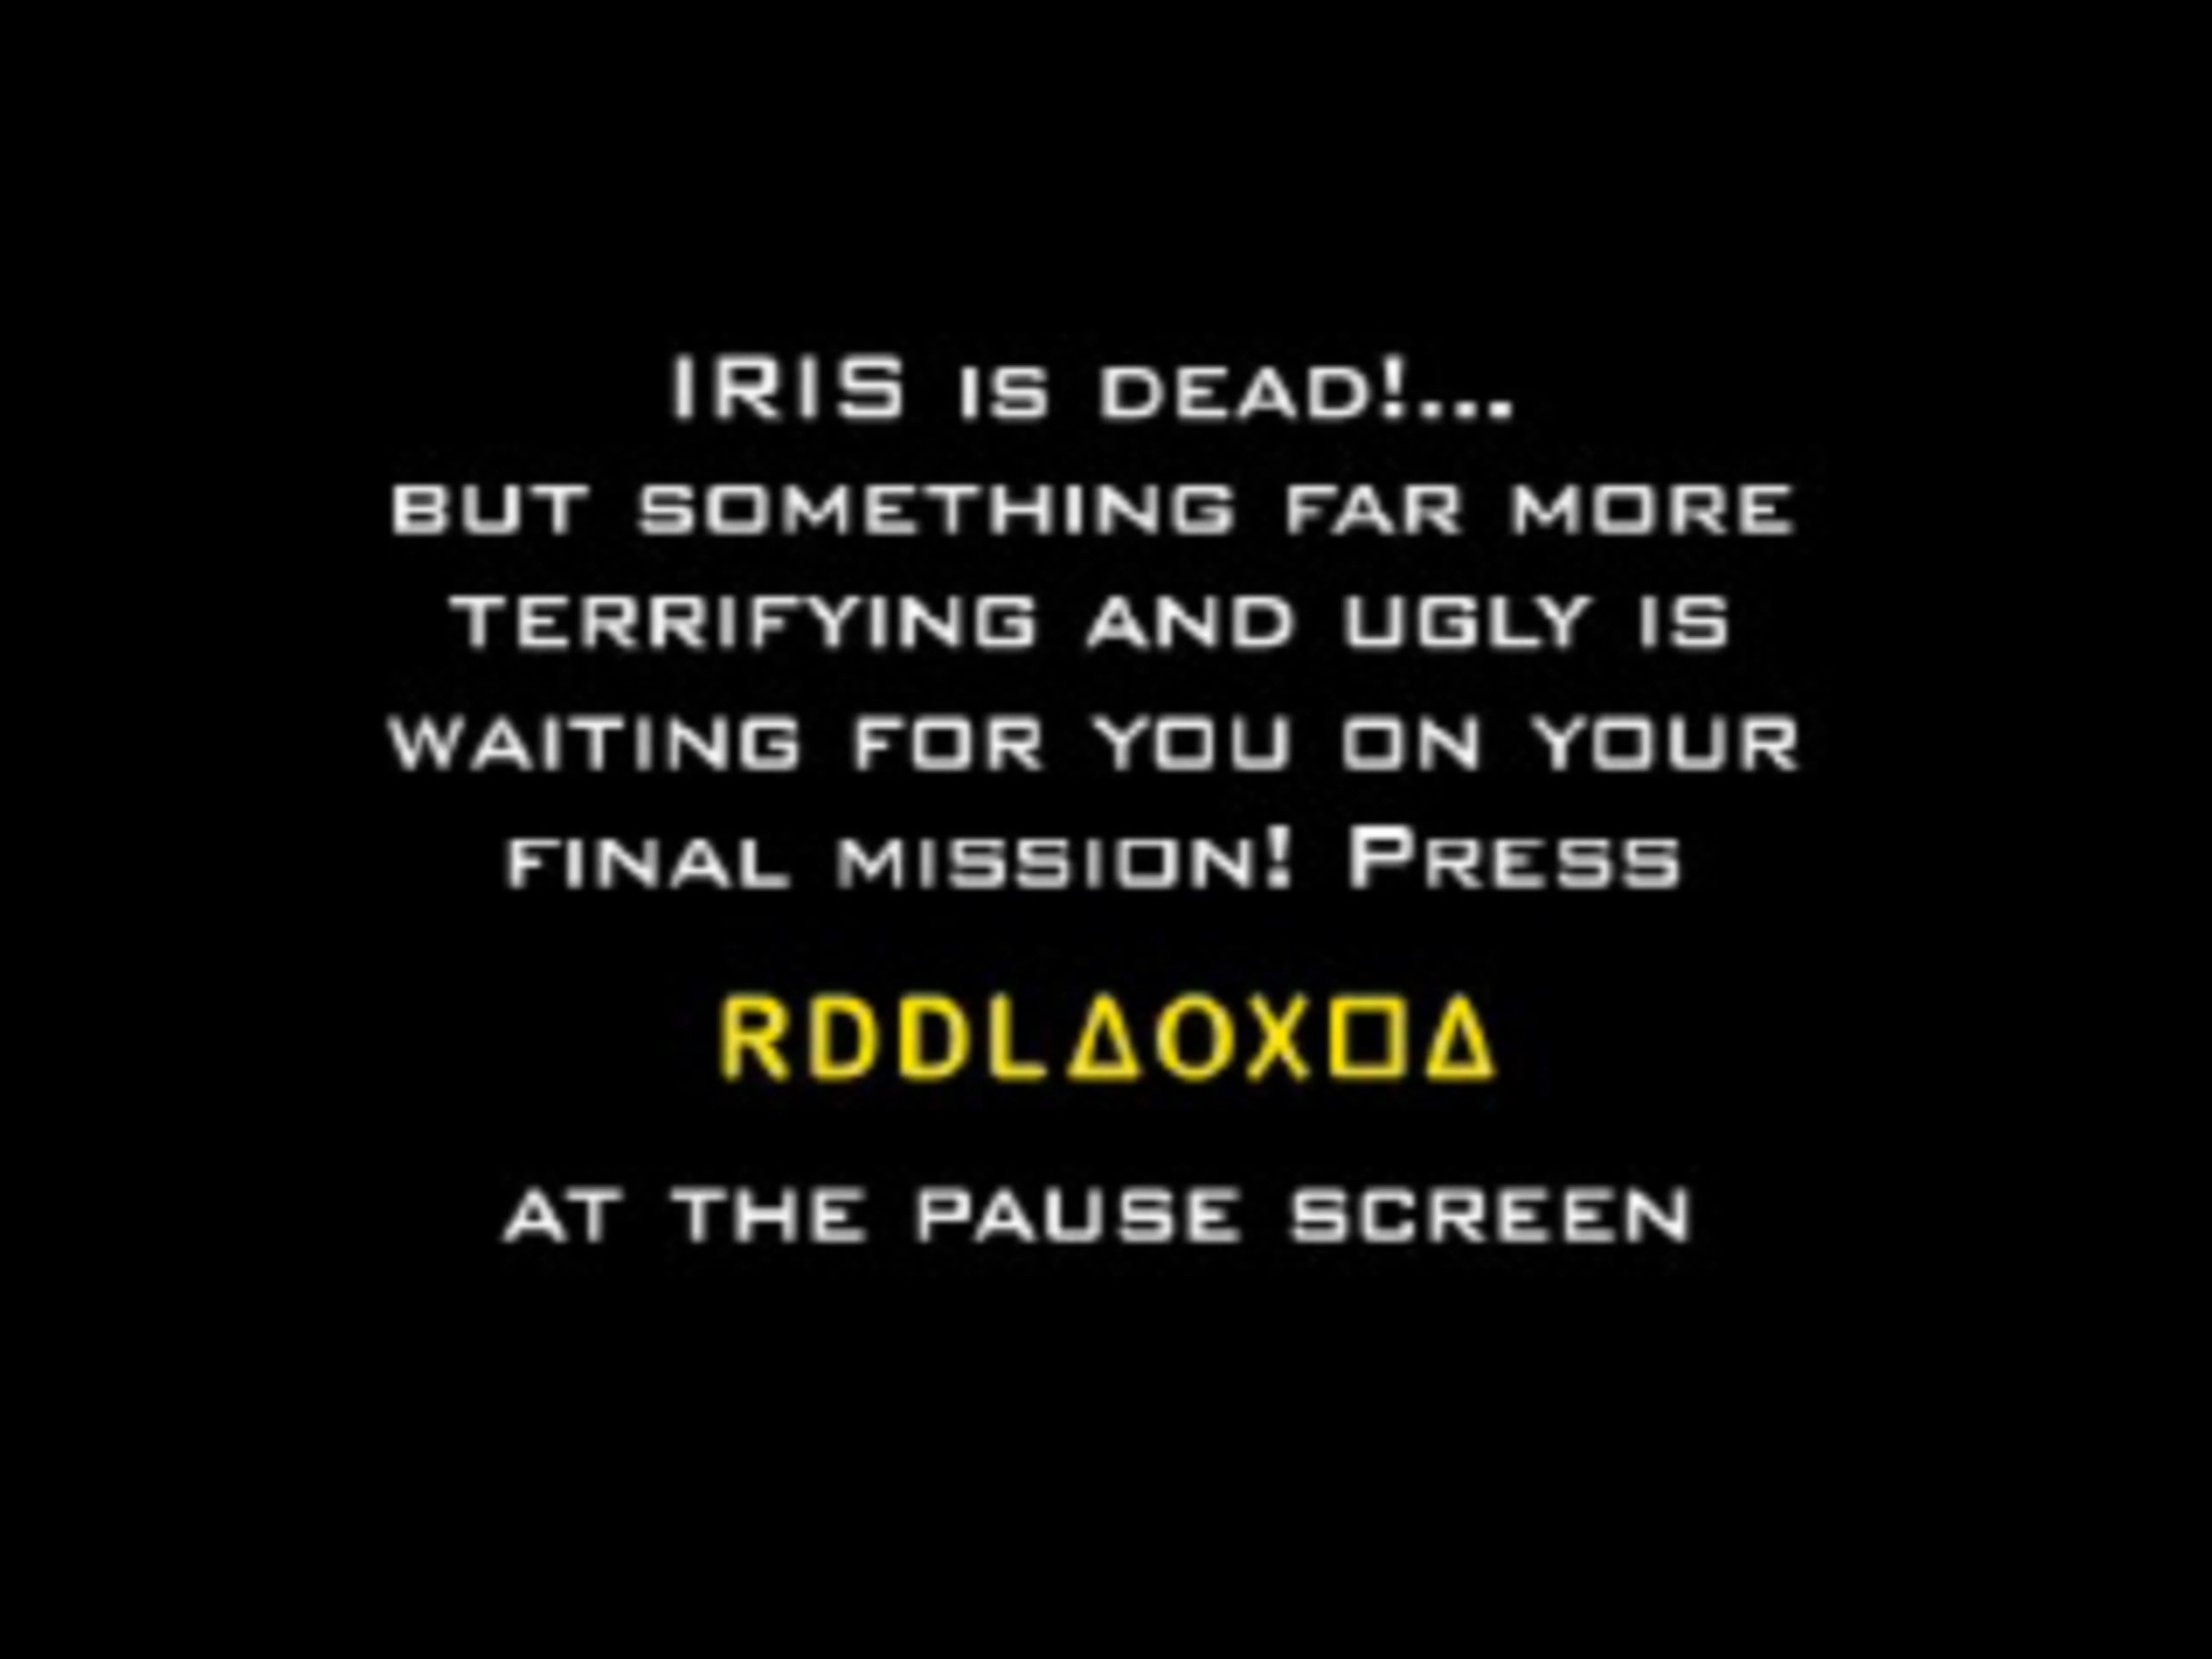 IRIS IS DEAD!...
BUT SOMETHING FAR MORE
TERRIFYING AND UGLY IS
WAITING FOR YOU ON YOUR
FINAL MISSION! PRESS
RDDL△OX□△
AT THE PAUSE SCREEN